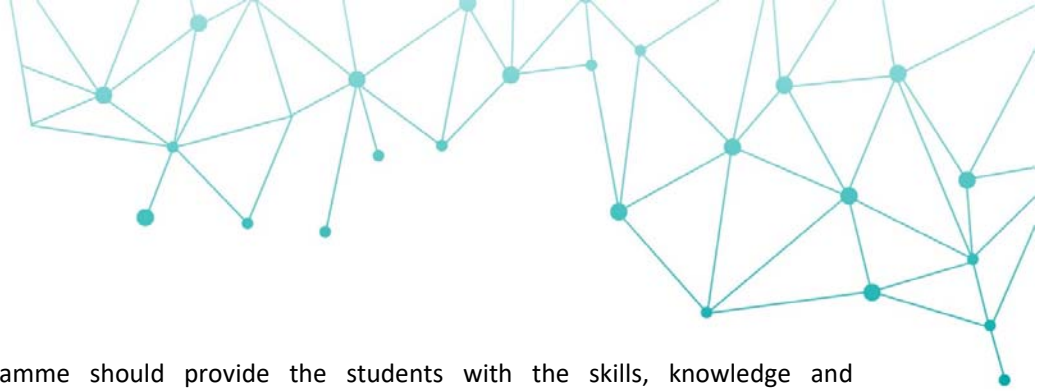 amme should provide the students with the skills, knowledge and